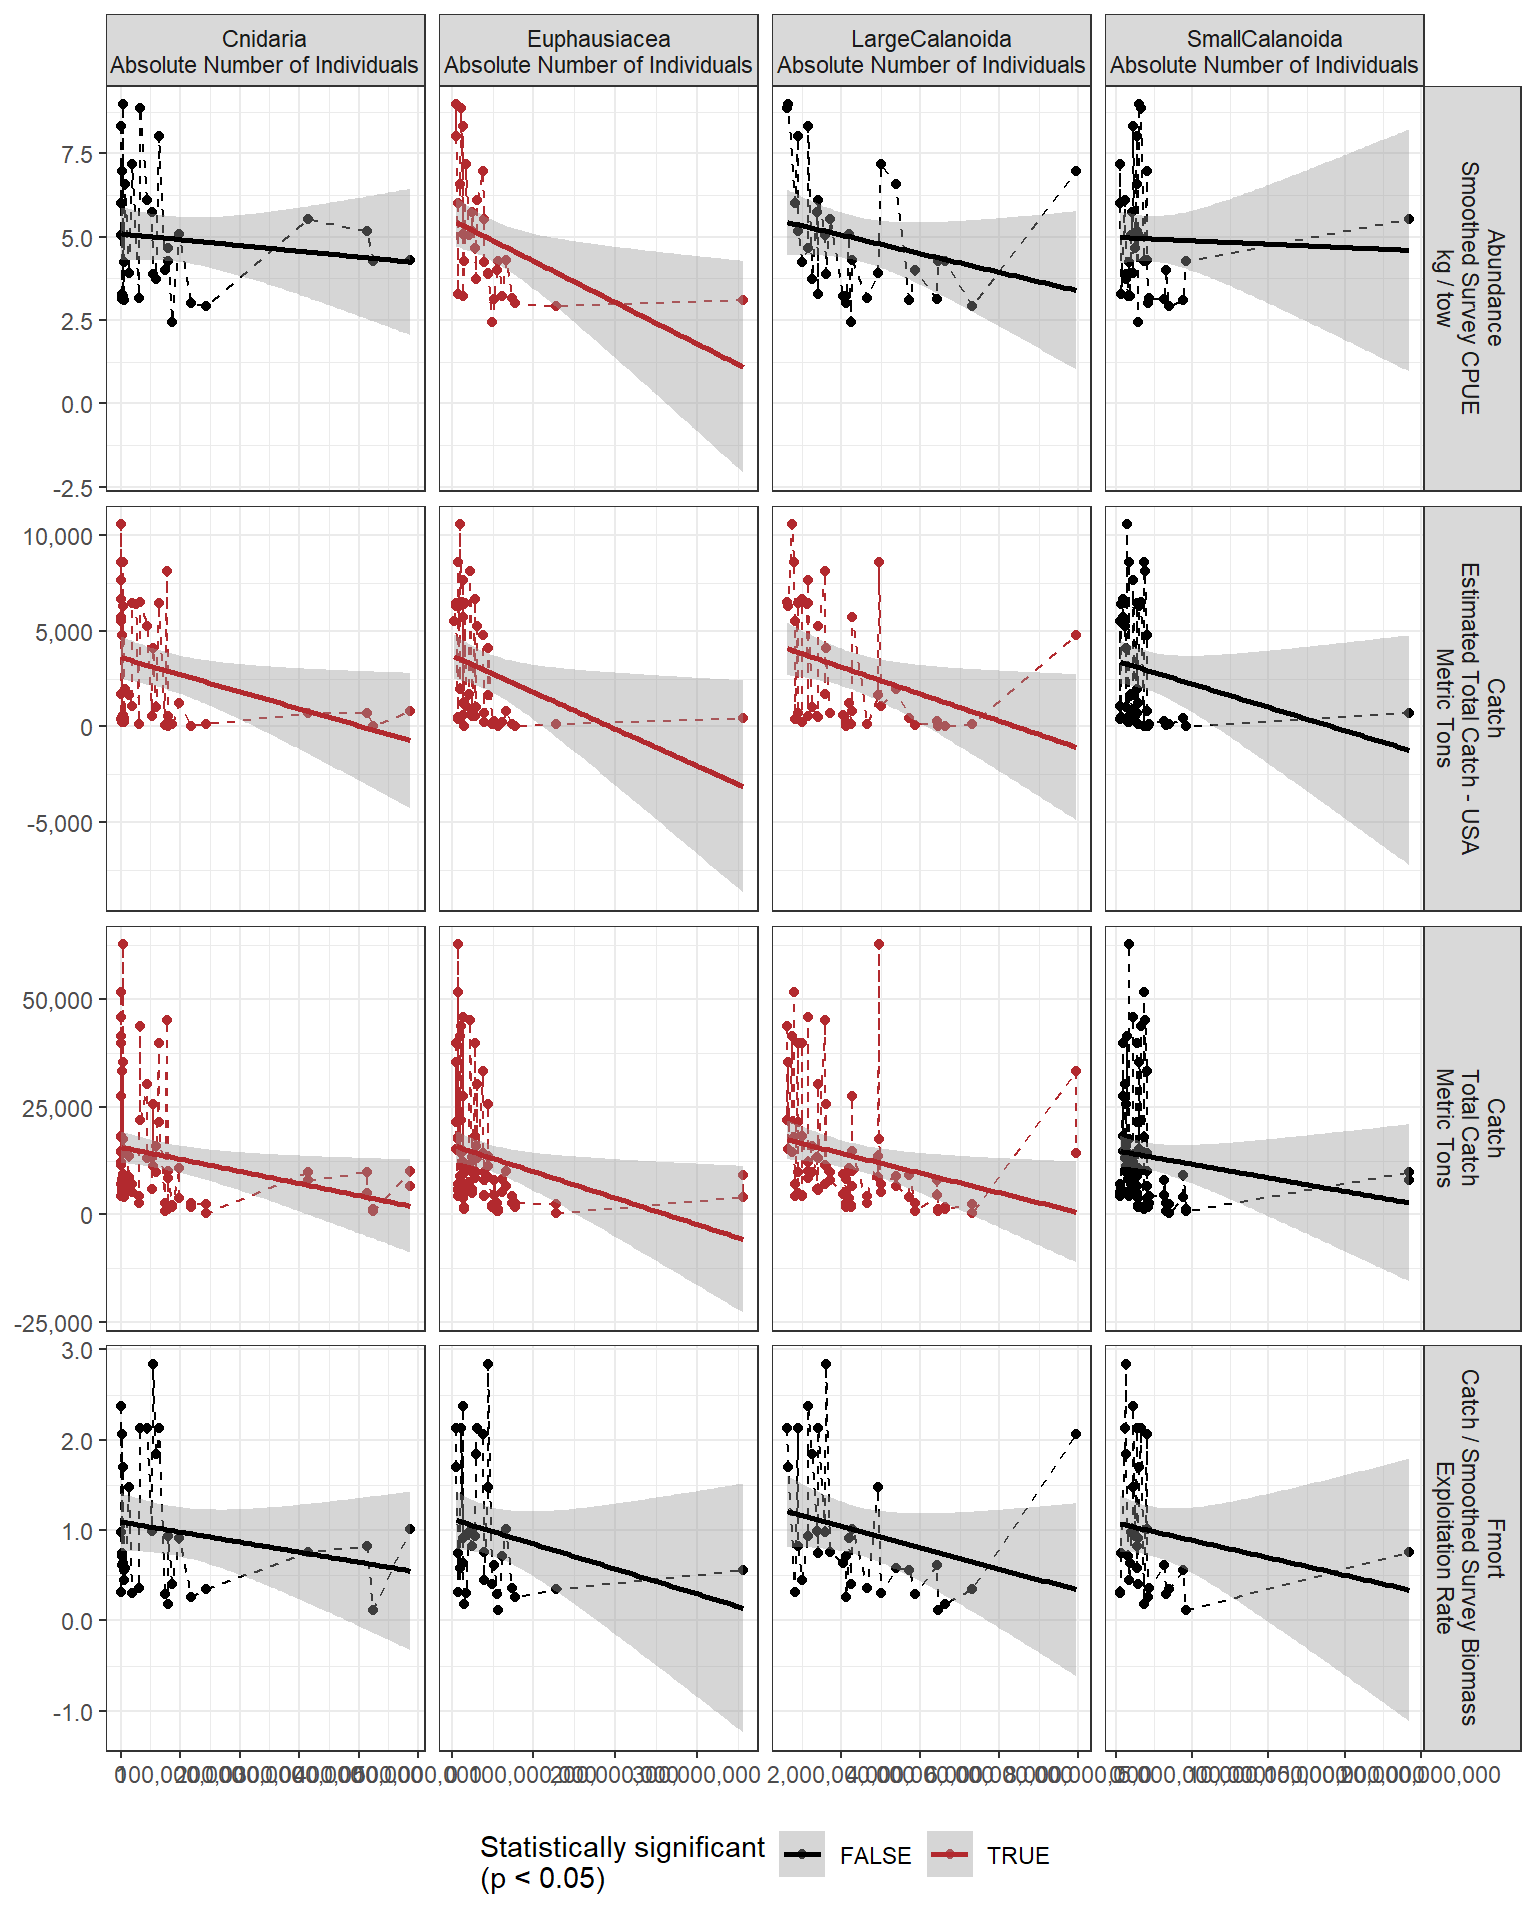 Cnidaria
Absolute Number of Individuals
Euphausiacea
Absolute Number of Individuals
LargeCalanoida
Absolute Number of Individuals
SmallCalanoida
Absolute Number of Individuals
7.5
5.0
2.5
0.0
-2.5
Abundance
Smoothed Survey CPUE
kg / tow
10,000
5,000
0
-5,000
Catch
Estimated Total Catch - USA
Metric Tons
50,000
25,000
0
-25,000
Catch
Total Catch
Metric Tons
3.0
2.0
1.0
0.0
-1.0
Fmort
Catch / Smoothed Survey Biomass
Exploitation Rate
Statistically significant
(p < 0.05)
FALSE
TRUE